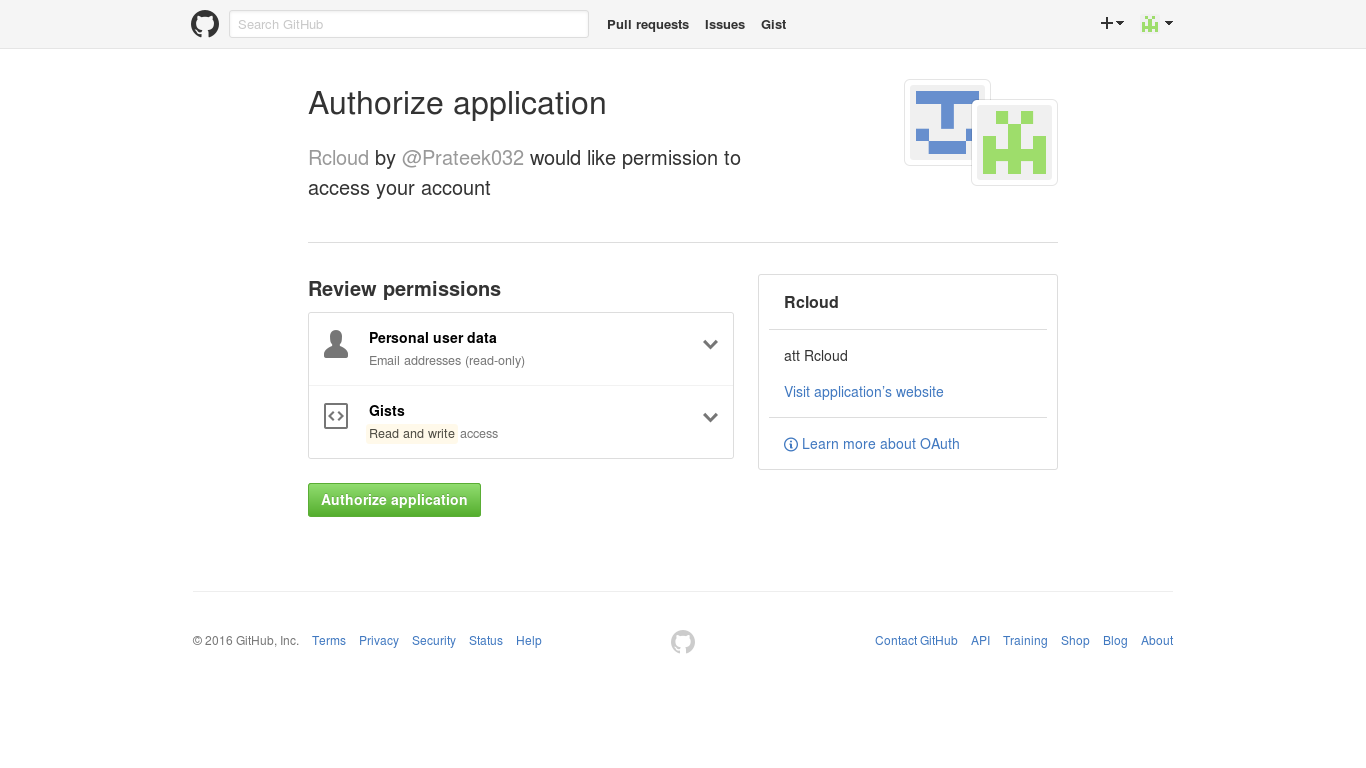 Search GitHub
Pull requests Issues Gist
Authorize application
Rcloud by @Prateek032 would like permission to
access your account
Review permissions
Personal user data
Email addresses (read-only)
Gists
Read and write access
Authorize application
Rcloud
att Rcloud
Visit application’s website
Learn more about OAuth
© 2016 GitHub, Inc. Terms Privacy Security Status Help
Contact GitHub API Training Shop Blog About